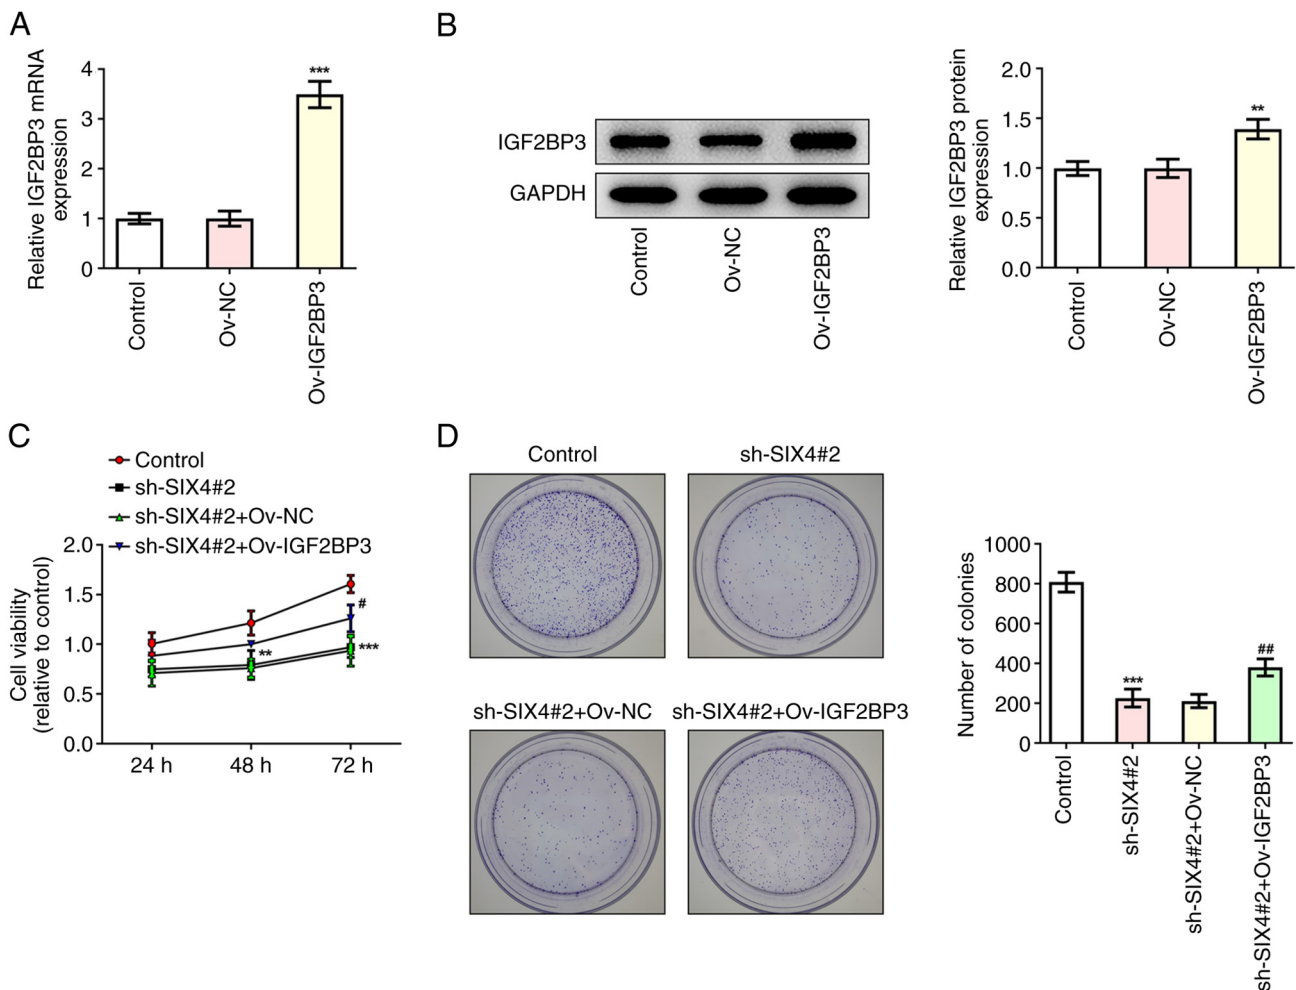 A
Relative IGF2BP3 mRNA
expression
4
3
2
1
0
***
Control
Ov-NC
Ov-IGF2BP3
B
IGF2BP3
GAPDH
Control
Ov-NC
Ov-IGF2BP3
Relative IGF2BP3 protein
expression
2.0
1.5
1.0
0.5
0.0
**
Control
Ov-NC
Ov-IGF2BP3
C
Control
sh-SIX4#2
sh-SIX4#2+Ov-NC
sh-SIX4#2+Ov-IGF2BP3
Cell viability
(relative to control)
2.0
1.5
1.0
0.5
0.0
**
#
***
24 h 48 h 72 h
D
Control
sh-SIX4#2
sh-SIX4#2+Ov-NC
sh-SIX4#2+Ov-IGF2BP3
Number of colonies
1000
800
600
400
200
0
***
##
Control
sh-SIX4#2
sh-SIX4#2+Ov-NC
sh-SIX4#2+Ov-IGF2BP3